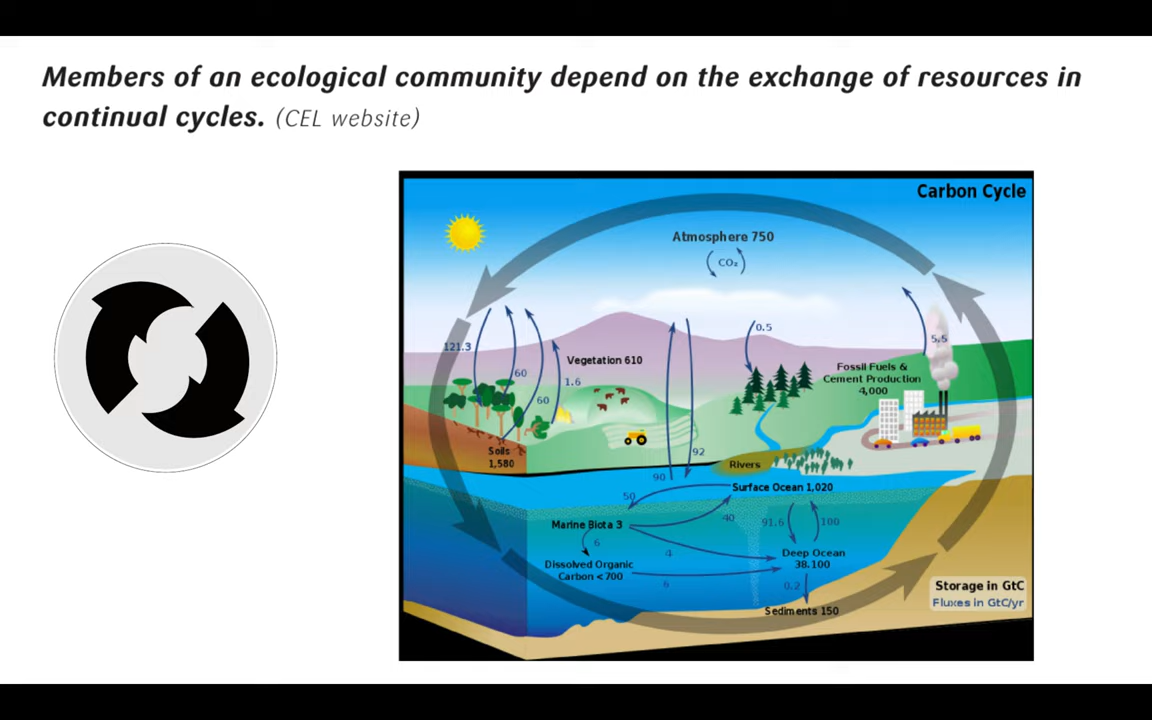 Members of an ecological community depend on the exchange of resources in
continual cycles. (CEL website)
Carbon Cycle
Atmosphere 750
CO₂
121.3
60
60
1.6
Vegetation 610
0.5
5.5
Fossil Fuels &
Cement Production
4,000
Soils
1,580
92
90
Rivers
Surface Ocean 1,020
50
Marine Biota 3
40
91.6
100
6
4
Deep Ocean
38.100
Dissolved Organic
Carbon <700
6
0.2
Sediments 150
Storage in GtC
Fluxes in GtC/yr